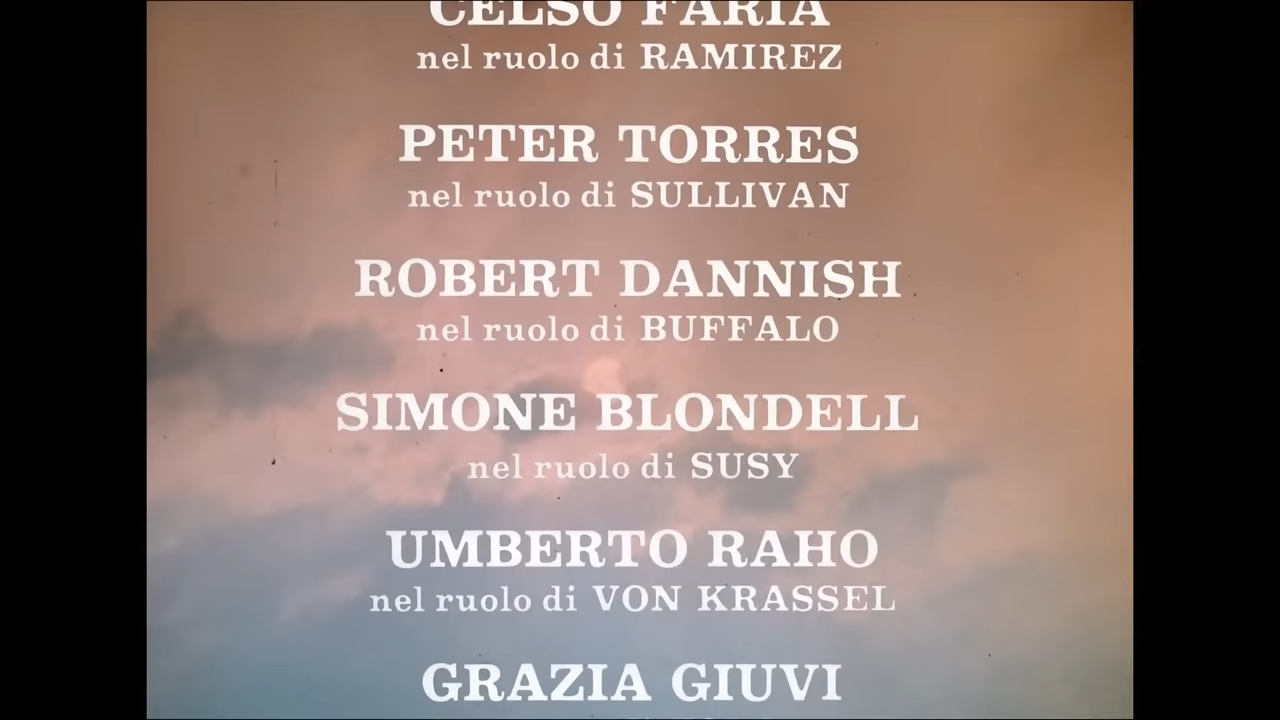 CELSO FARIA
nel ruolo di RAMIREZ
PETER TORRES
nel ruolo di SULLIVAN
ROBERT DANNISH
nel ruolo di BUFFALO
SIMONE BLONDELL
nel ruolo di SUSY
UMBERTO RAHO
nel ruolo di VON KRASSEL
GRAZIA GIUVI